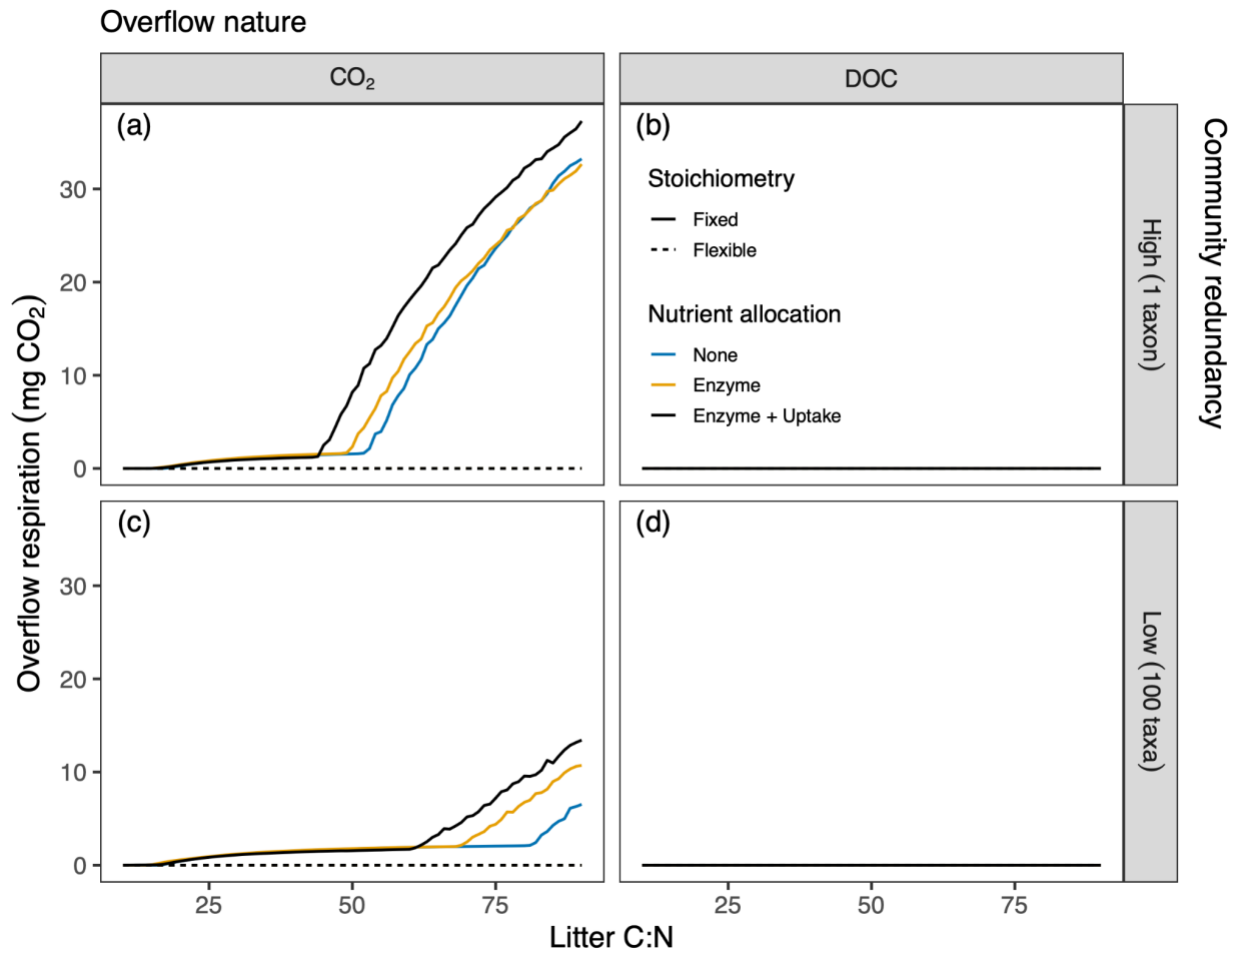 Overflow nature
CO₂
DOC
(a)
(b)
30
20
10
0
Stoichiometry
Fixed
Flexible
Nutrient allocation
None
Enzyme
Enzyme + Uptake
High (1 taxon)
Community redundancy
Overflow respiration (mg CO₂)
(c)
(d)
30
20
10
0
Low (100 taxa)
25
50
75
25
50
75
Litter C:N